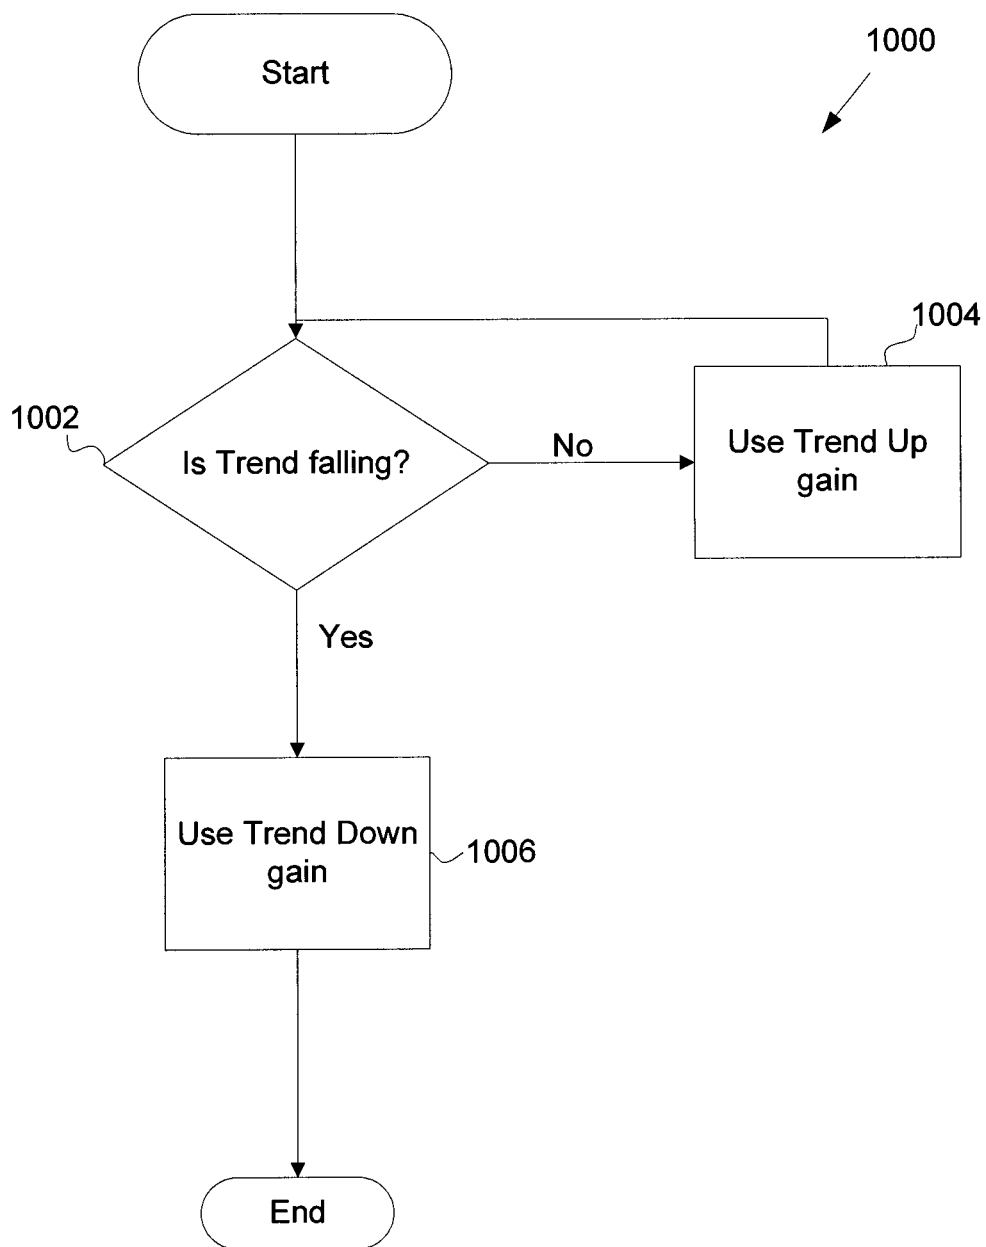 1000
Start
1004
1002
Is Trend falling?
No
Use Trend Up
gain
Yes
Use Trend Down
gain
1006
End